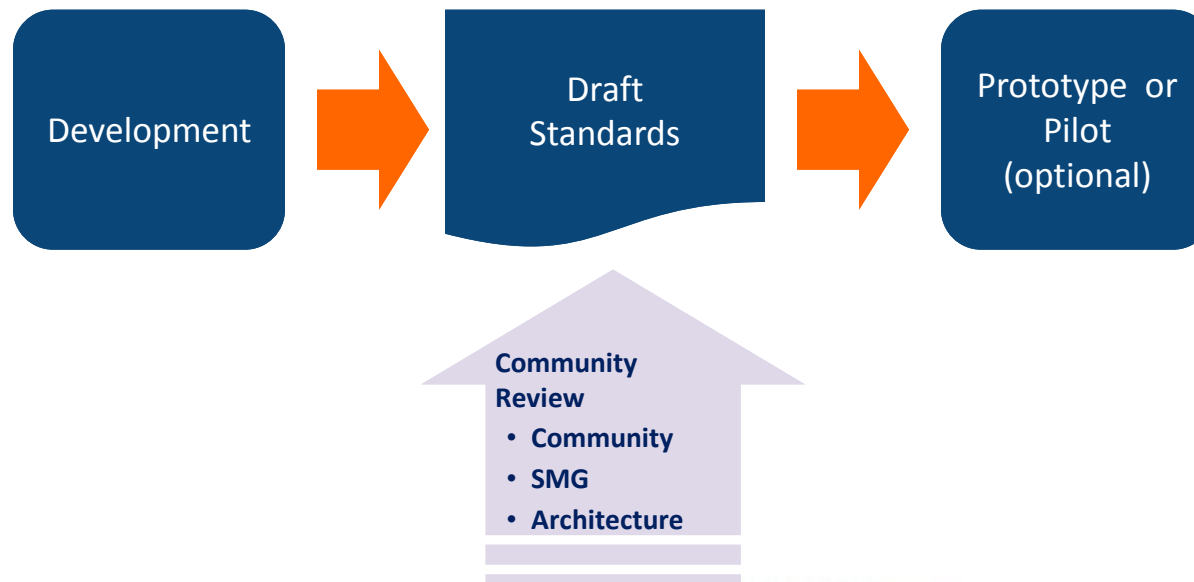 Development
Draft
Standards
Prototype or
Pilot
(optional)
Community
Review
• Community
• SMG
• Architecture